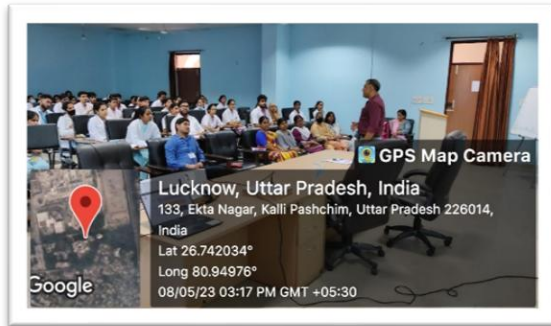 GPS Map Camera
Lucknow, Uttar Pradesh, India
133, Ekta Nagar, Kalli Pashchim, Uttar Pradesh 226014,
India
Lat 26.742034°
Long 80.94976°
08/05/23 03:17 PM GMT +05:30
Google